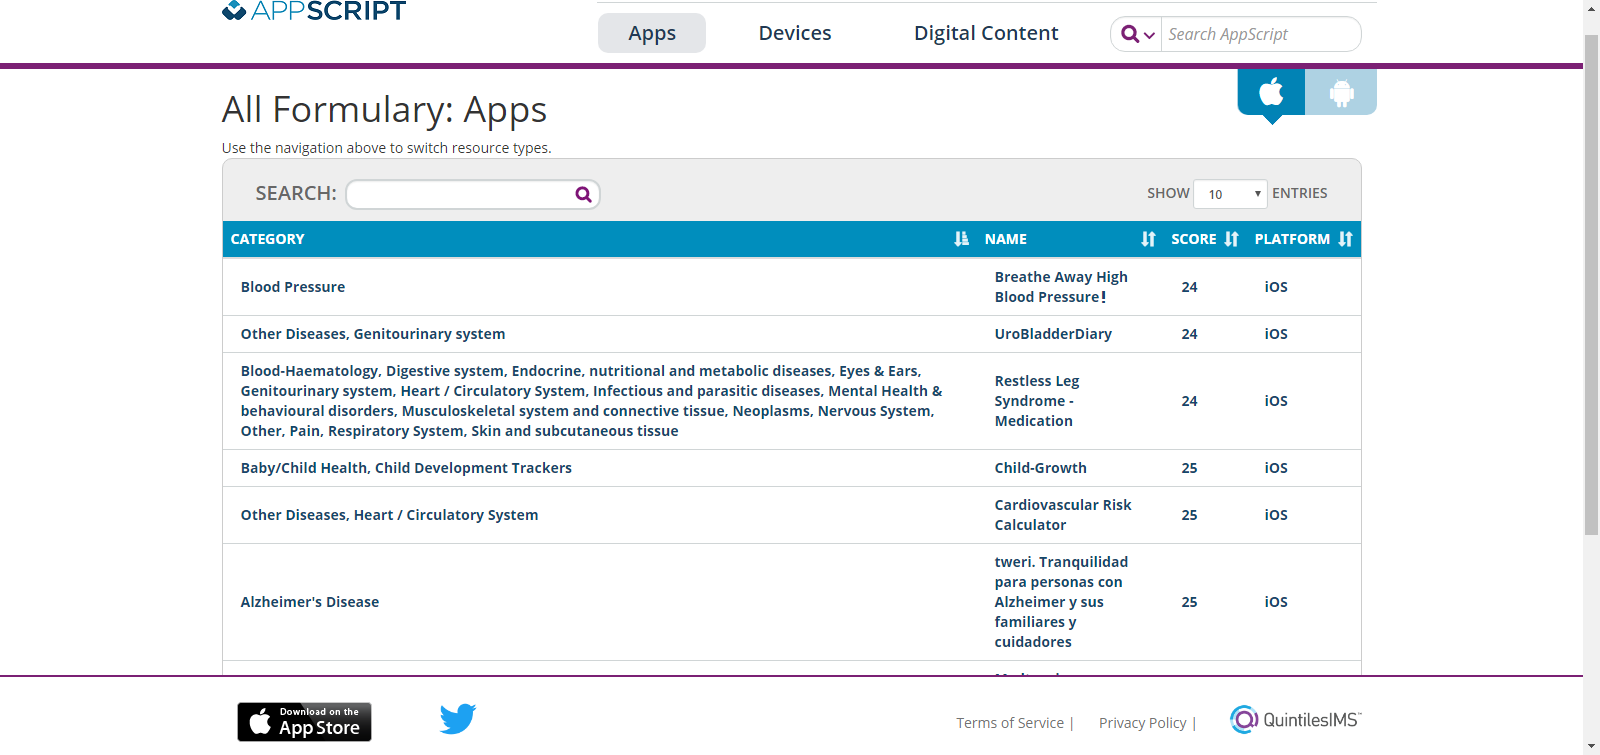 APPSCRIPT
Apps
Devices
Digital Content
Search AppScript
All Formulary: Apps
Use the navigation above to switch resource types.
SEARCH:
SHOW 10 ENTRIES
CATEGORY NAME SCORE PLATFORM
Blood Pressure
Breathe Away High
Blood Pressure!
24
iOS
Other Diseases, Genitourinary system
UroBladderDiary
24
iOS
Blood-Haematology, Digestive system, Endocrine, nutritional and metabolic diseases, Eyes & Ears,
Genitourinary system, Heart / Circulatory System, Infectious and parasitic diseases, Mental Health &
behavioural disorders, Musculoskeletal system and connective tissue, Neoplasms, Nervous System,
Other, Pain, Respiratory System, Skin and subcutaneous tissue
Restless Leg
Syndrome -
Medication
24
iOS
Baby/Child Health, Child Development Trackers
Child-Growth
25
iOS
Other Diseases, Heart / Circulatory System
Cardiovascular Risk
Calculator
25
iOS
Alzheimer's Disease
tweri. Tranquilidad
para personas con
Alzheimer y sus
familiares y
cuidadores
25
iOS
Download on the
App Store
Terms of Service |
Privacy Policy |
QuintilesIMS™